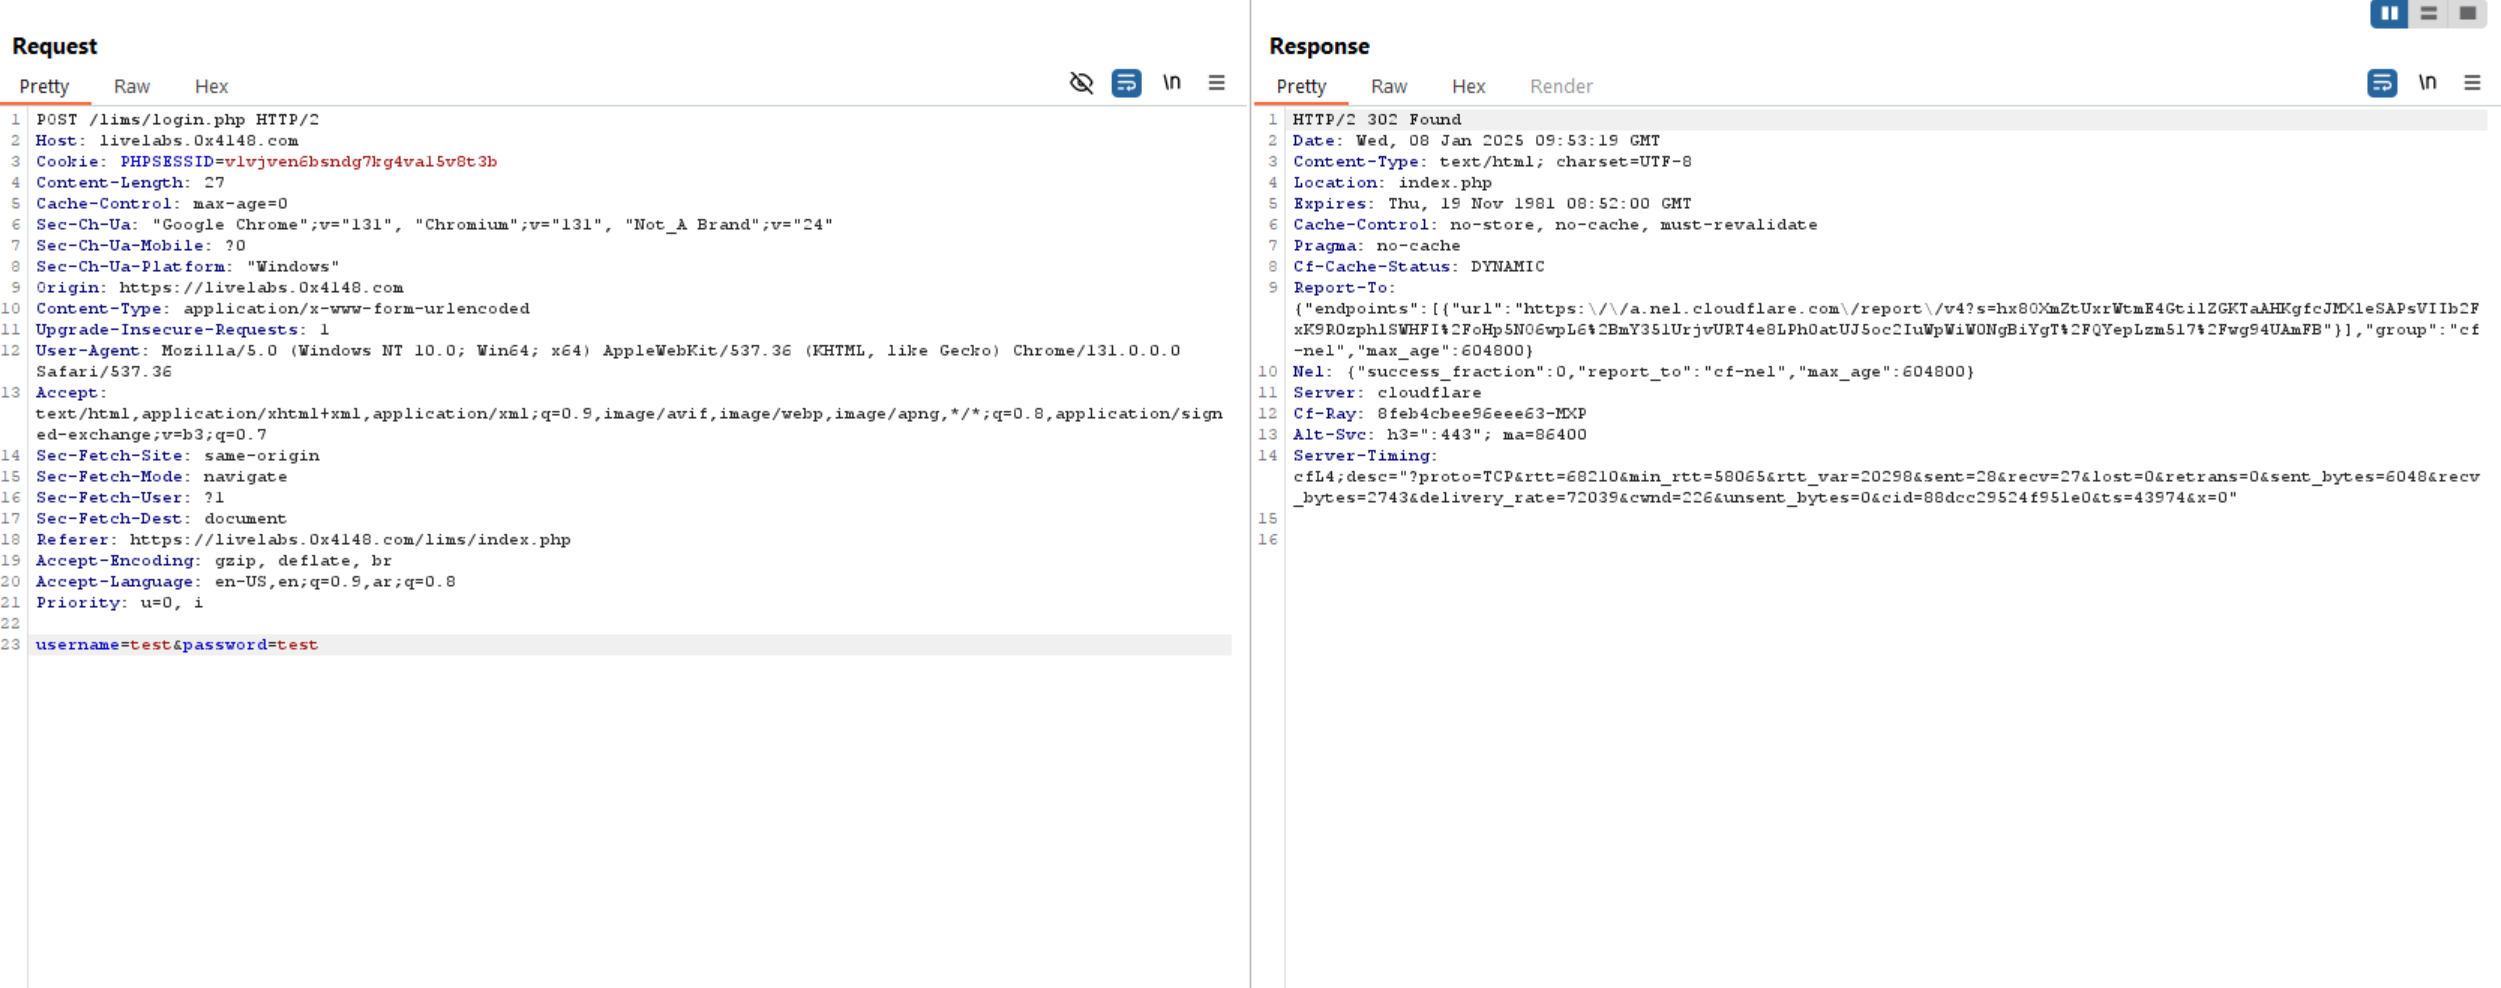 Request
Pretty Raw Hex \n
1 POST /lims/login.php HTTP/2
2 Host: livelabs.0x4148.com
3 Cookie: PHPSESSID=vlvjven6bsndg7kg4val5v8t3b
4 Content-Length: 27
5 Cache-Control: max-age=0
6 Sec-Ch-Ua: "Google Chrome";v="131", "Chromium";v="131", "Not_A Brand";v="24"
7 Sec-Ch-Ua-Mobile: ?0
8 Sec-Ch-Ua-Platform: "Windows"
9 Origin: https://livelabs.0x4148.com
10 Content-Type: application/x-www-form-urlencoded
11 Upgrade-Insecure-Requests: 1
12 User-Agent: Mozilla/5.0 (Windows NT 10.0; Win64; x64) AppleWebKit/537.36 (KHTML, like Gecko) Chrome/131.0.0.0
Safari/537.36
13 Accept:
text/html,application/xhtml+xml,application/xml;q=0.9,image/avif,image/webp,image/apng,*/*;q=0.8,application/sign
ed-exchange;v=b3;q=0.7
14 Sec-Fetch-Site: same-origin
15 Sec-Fetch-Mode: navigate
16 Sec-Fetch-User: ?1
17 Sec-Fetch-Dest: document
18 Referer: https://livelabs.0x4148.com/lims/index.php
19 Accept-Encoding: gzip, deflate, br
20 Accept-Language: en-US,en;q=0.9,ar;q=0.8
21 Priority: u=0, i
22
23 username=test&password=test
Response
Pretty Raw Hex Render \n
1 HTTP/2 302 Found
2 Date: Wed, 08 Jan 2025 09:53:19 GMT
3 Content-Type: text/html; charset=UTF-8
4 Location: index.php
5 Expires: Thu, 19 Nov 1981 08:52:00 GMT
6 Cache-Control: no-store, no-cache, must-revalidate
7 Pragma: no-cache
8 Cf-Cache-Status: DYNAMIC
9 Report-To:
{"endpoints":[{"url":"https:\/\/a.nel.cloudflare.com\/report\/v4?s=hx80XmZtUxrWtmE4GtilZGKTaAHKgfcJMXleSAPsVIIb2F
xK9R0zphlSWHFI%2FoHp5N06wpL6%2BmY351UrjvURT4e8LPh0atUJ5oc2IuWpWiW0NgBiYgT%2FQYepLzm517%2Fwg94UAmFB"}],"group":"cf
-nel","max_age":604800}
10 Nel: {"success_fraction":0,"report_to":"cf-nel","max_age":604800}
11 Server: cloudflare
12 Cf-Ray: 8feb4cbee96eee63-MXP
13 Alt-Svc: h3=":443"; ma=86400
14 Server-Timing:
cfL4;desc="?proto=TCP&rtt=68210&min_rtt=58065&rtt_var=20298&sent=28&recv=27&lost=0&retrans=0&sent_bytes=6048&recv
_bytes=2743&delivery_rate=72039&cwnd=226&unsent_bytes=0&cid=88dcc29524f951e0&ts=43974&x=0"
15
16